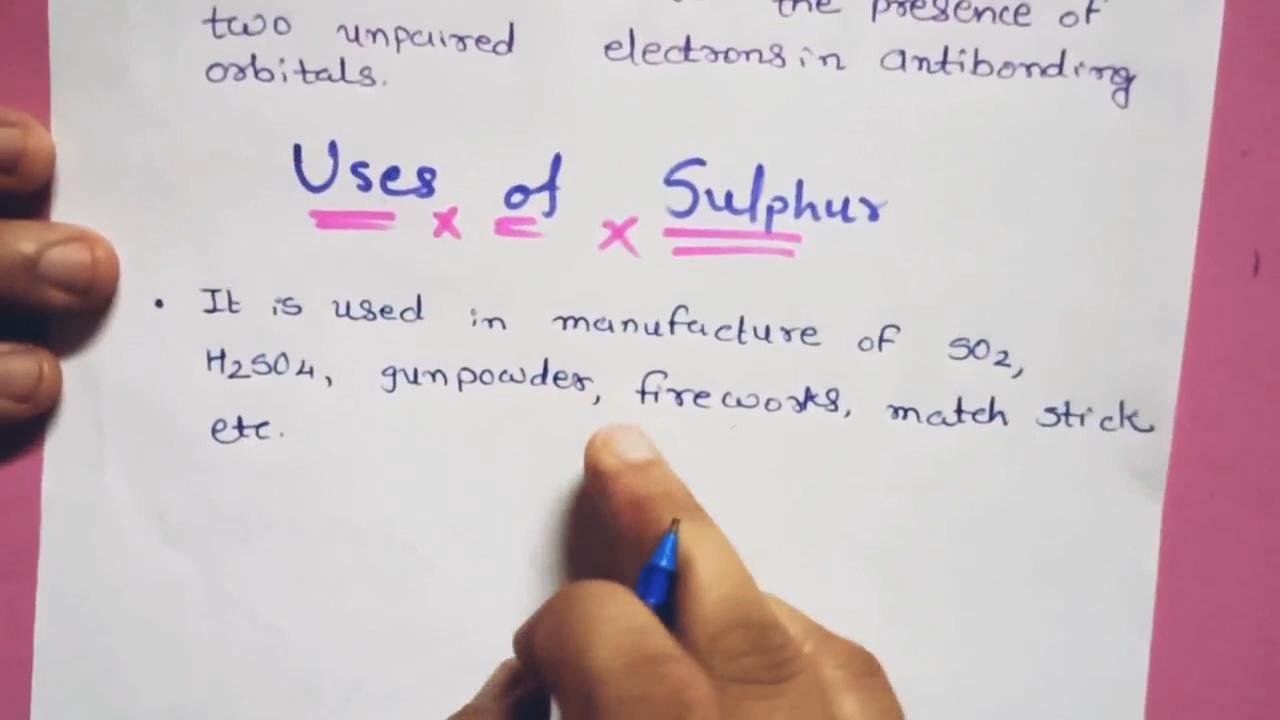 the presence of
two unpaired electrons in antibonding
orbitals.
Uses of Sulphur
• It is used in manufacture of SO2,
H2SO4, gunpowder, fireworks, match stick
etc.